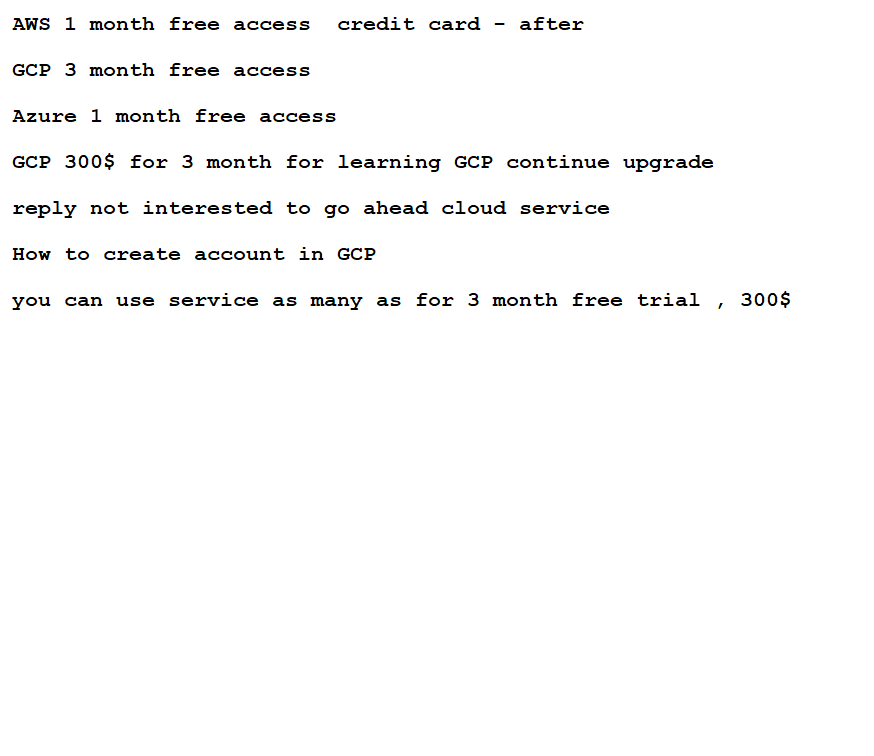 AWS 1 month free access  credit card – after
GCP 3 month free access
Azure 1 month free access
GCP 300$ for 3 month for learning GCP continue upgrade
reply not interested to go ahead cloud service
How to create account in GCP
you can use service as many as for 3 month free trial , 300$